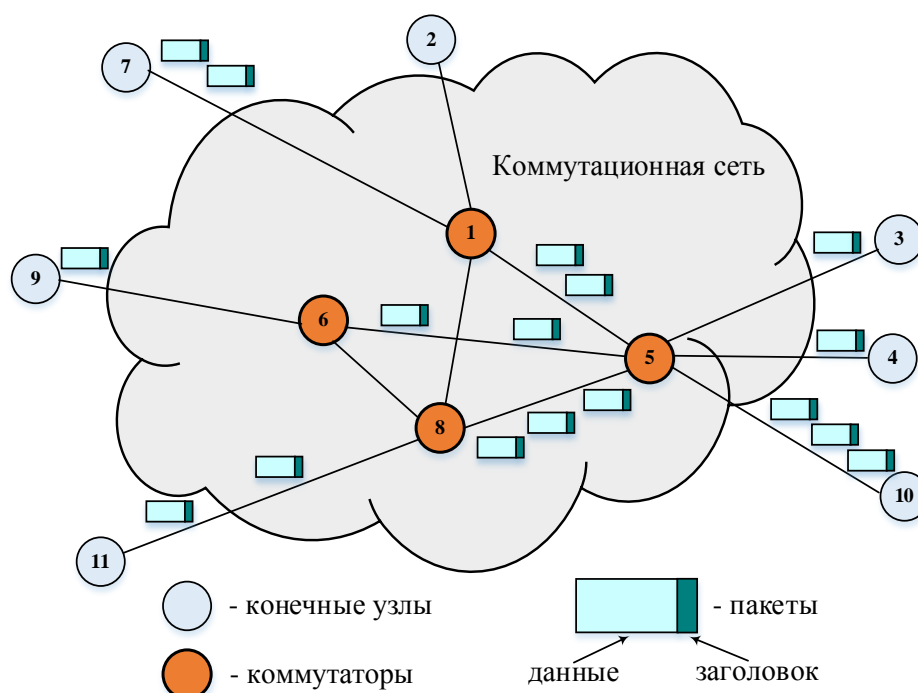 2
7
Коммутационная сеть
1
3
9
6
5
4
8
10
11
- конечные узлы
- пакеты
- коммутаторы
данные
заголовок